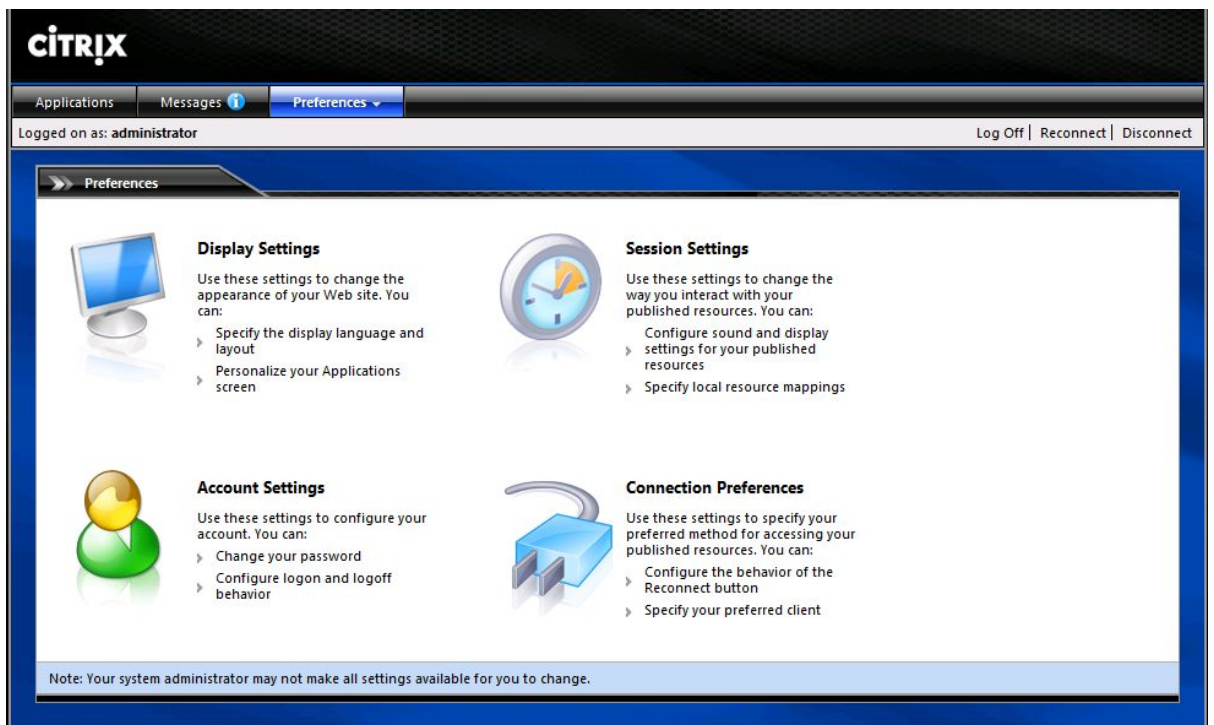 CİTRIX
Applications
Messages
Preferences
Logged on as: administrator
Log Off | Reconnect | Disconnect
Preferences
Display Settings
Use these settings to change the
appearance of your Web site. You
can:
Specify the display language and
layout
Personalize your Applications
screen
Session Settings
Use these settings to change the
way you interact with your
published resources. You can:
Configure sound and display
settings for your published
resources
Specify local resource mappings
Account Settings
Use these settings to configure your
account. You can:
Change your password
Configure logon and logoff
behavior
Connection Preferences
Use these settings to specify your
preferred method for accessing your
published resources. You can:
Configure the behavior of the
Reconnect button
Specify your preferred client
Note: Your system administrator may not make all settings available for you to change.